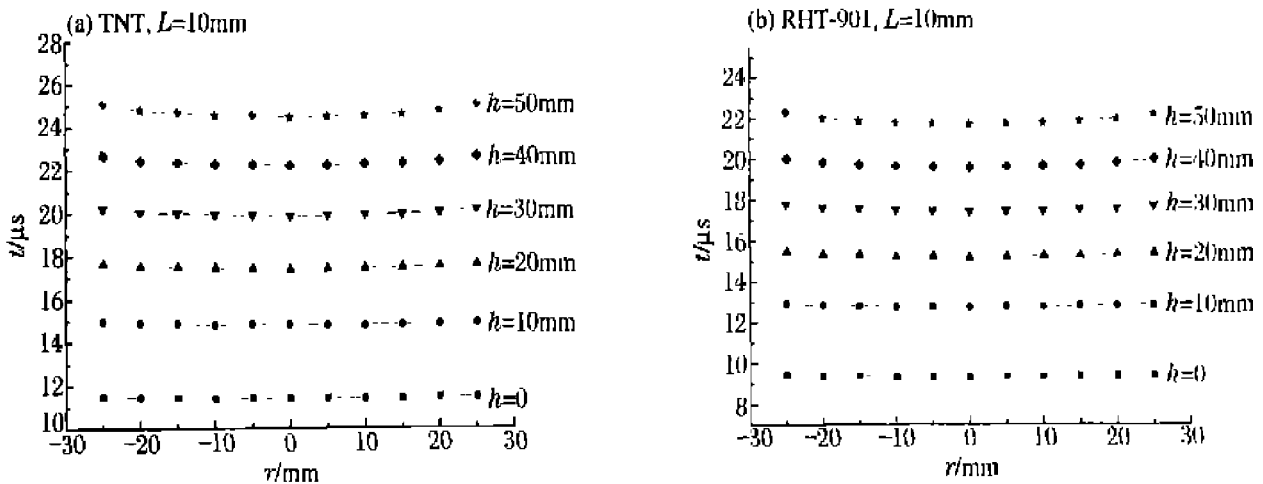 (a) TNT, L=10mm
28
26
24
22
20
18
16
14
12
10
t/μs
h=50mm
h=40mm
h=30mm
h=20mm
h=10mm
h=0
−30 −20 −10 0 10 20 30
r/mm
(b) RHT-901, L=10mm
24
22
20
18
16
14
12
10
8
t/μs
h=50mm
h=40mm
h=30mm
h=20mm
h=10mm
h=0
−30 −20 −10 0 10 20 30
r/mm